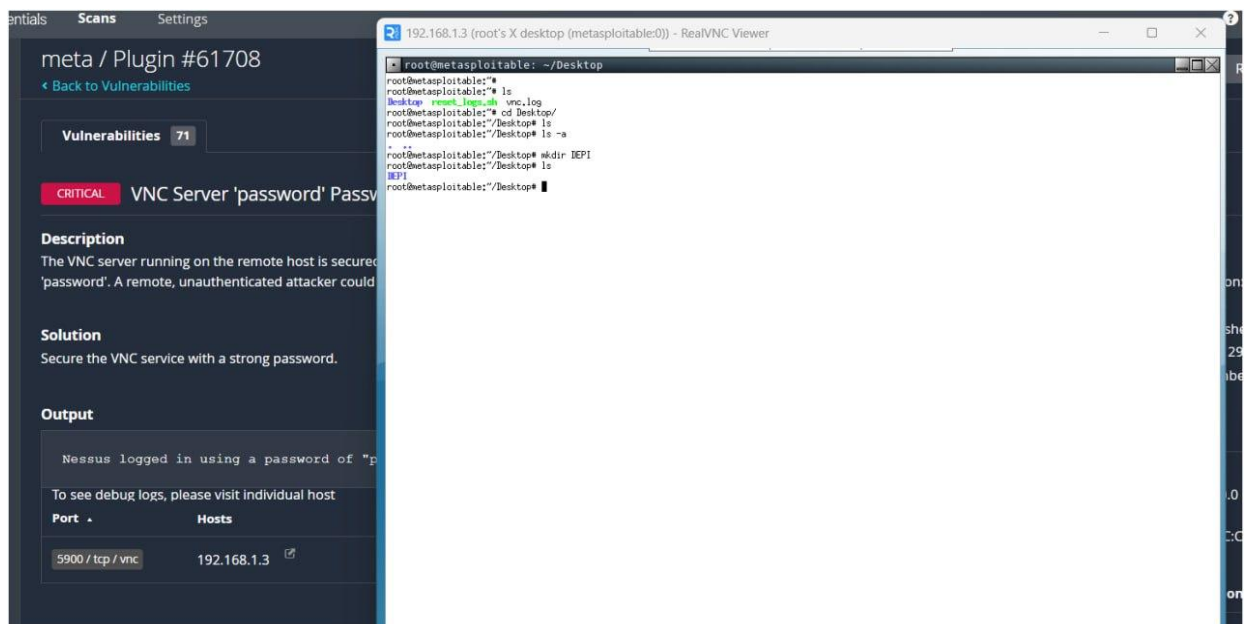 entials Scans Settings
meta / Plugin #61708
Back to Vulnerabilities
Vulnerabilities 71
CRITICAL VNC Server 'password' Passw
Description
The VNC server running on the remote host is secured
'password'. A remote, unauthenticated attacker could
Solution
Secure the VNC service with a strong password.
Output
Nessus logged in using a password of "p
To see debug logs, please visit individual host
Port Hosts
5900 / tcp / vnc 192.168.1.3
192.168.1.3 (root's X desktop (metasploitable:0)) - RealVNC Viewer
root@metasploitable: ~/Desktop
root@metasploitable:~#
root@metasploitable:~# ls
Desktop reset_logs.sh vnc.log
root@metasploitable:~# cd Desktop/
root@metasploitable:~/Desktop# ls
root@metasploitable:~/Desktop# ls -a
. ..
root@metasploitable:~/Desktop# mkdir DEPI
root@metasploitable:~/Desktop# ls
DEPI
root@metasploitable:~/Desktop#